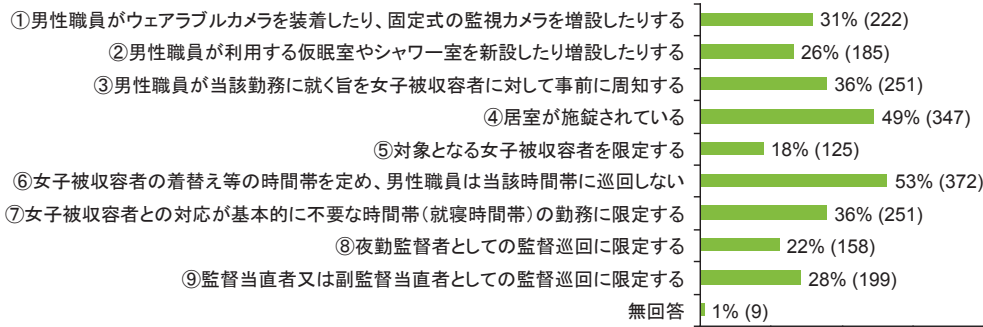 ①男性職員がウェアラブルカメラを装着したり、固定式の監視カメラを増設したりする 31% (222)
②男性職員が利用する仮眠室やシャワー室を新設したり増設したりする 26% (185)
③男性職員が当該勤務に就く旨を女子被収容者に対して事前に周知する 36% (251)
④居室が施錠されている 49% (347)
⑤対象となる女子被収容者を限定する 18% (125)
⑥女子被収容者の着替え等の時間帯を定め、男性職員は当該時間帯に巡回しない 53% (372)
⑦女子被収容者との対応が基本的に不要な時間帯（就寝時間帯）の勤務に限定する 36% (251)
⑧夜勤監督者としての監督巡回に限定する 22% (158)
⑨監督当直者又は副監督当直者としての監督巡回に限定する 28% (199)
無回答 1% (9)